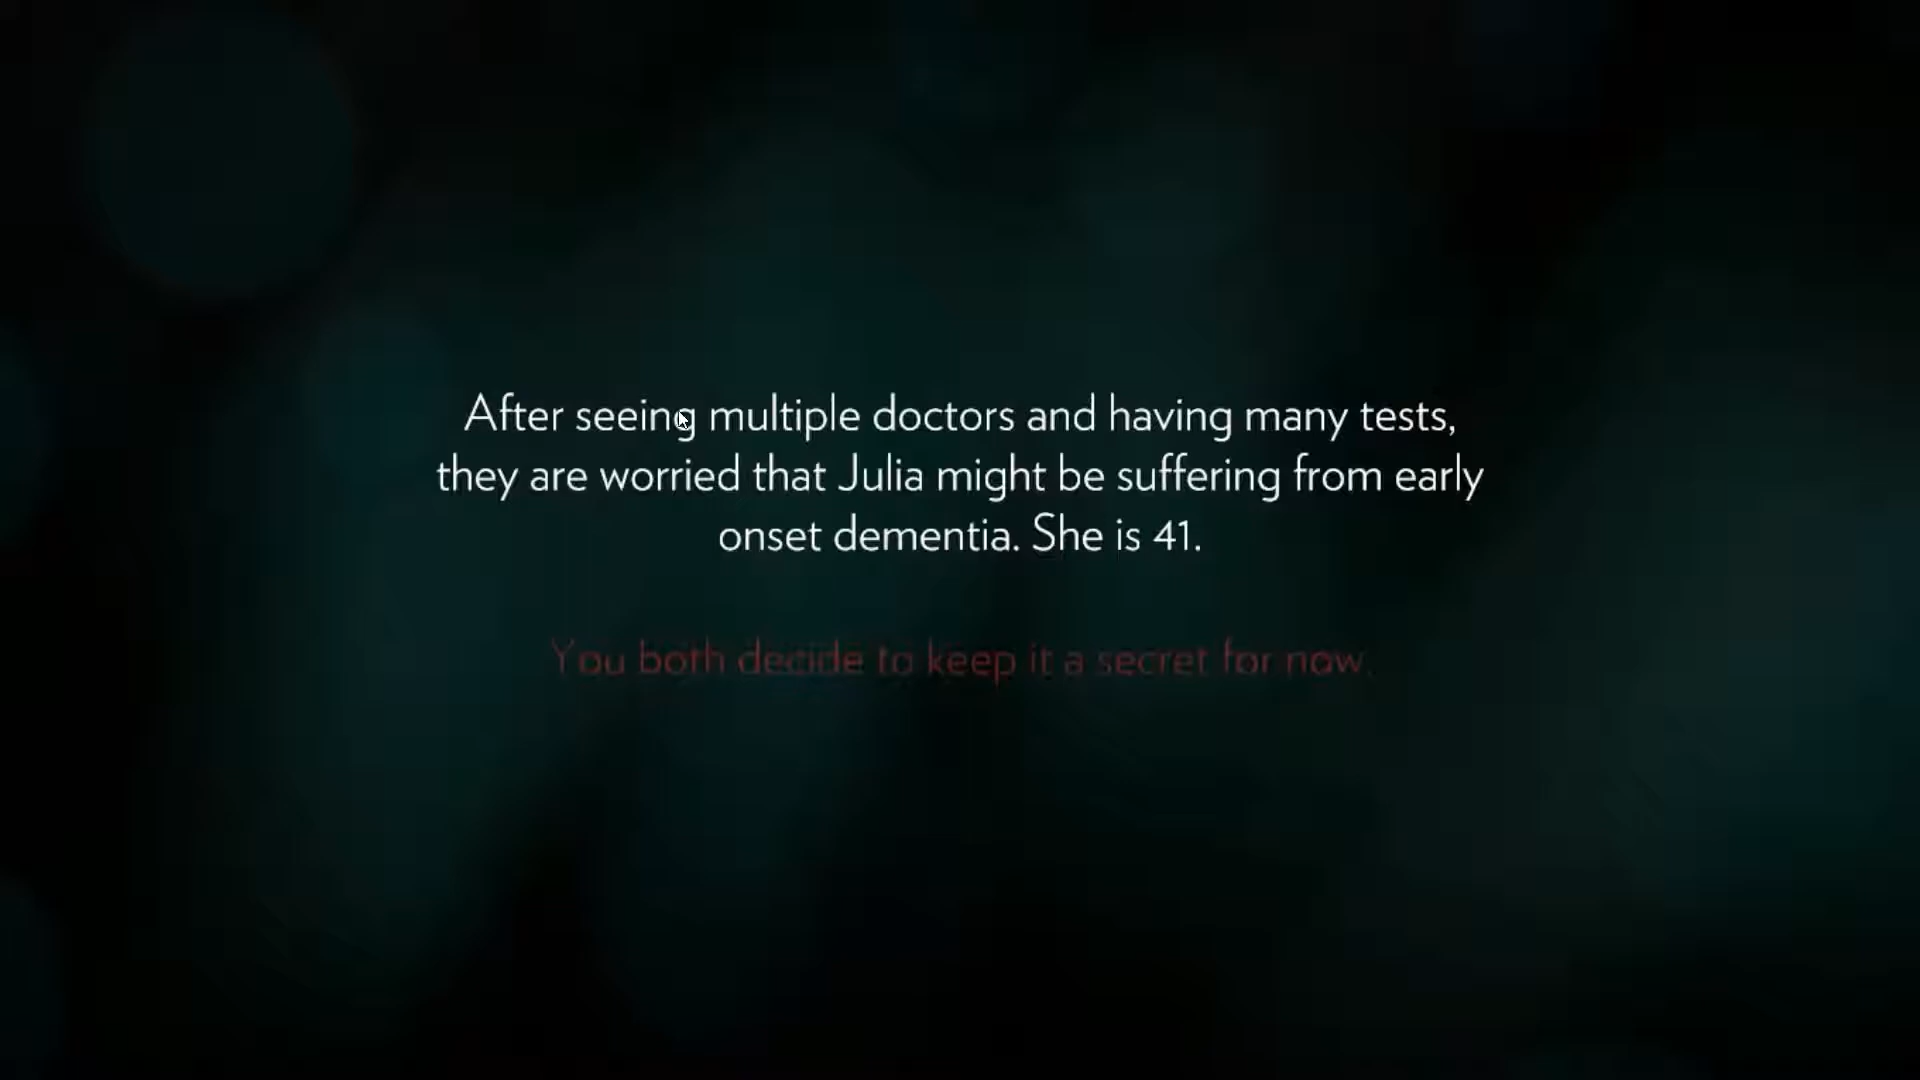 After seeing multiple doctors and having many tests,
they are worried that Julia might be suffering from early
onset dementia. She is 41.
You both decide to keep it a secret for now.